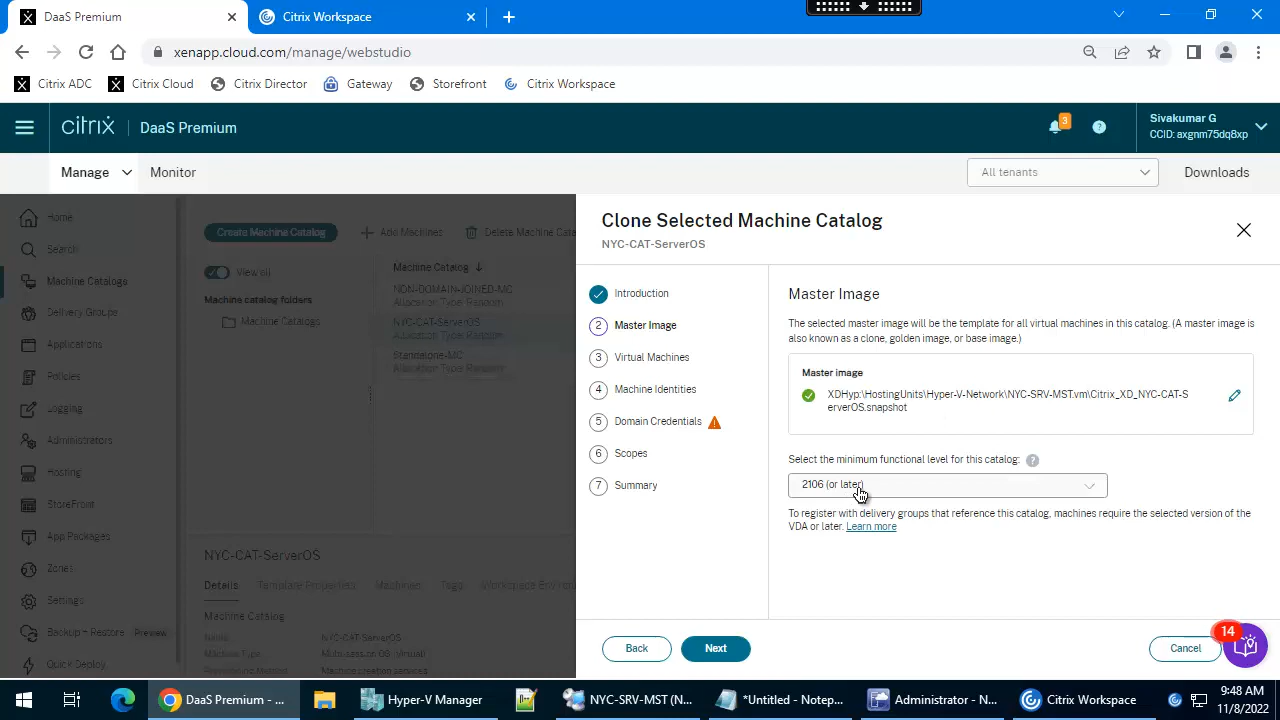 DaaS Premium
Citrix Workspace
xenapp.cloud.com/manage/webstudio
Citrix ADC
Citrix Cloud
Citrix Director
Gateway
Storefront
Citrix Workspace
citrix
DaaS Premium
3
Sivakumar G
CCID: axgnm75dq8xp
Manage
Monitor
All tenants
Downloads
Home
Search
Machine Catalogs
Delivery Groups
Applications
Policies
Logging
Administrators
Hosting
StoreFront
App Packages
Zones
Settings
Backup + Restore Preview
Quick Deploy
Create Machine Catalog
Add Machines
Delete Machine Cata
View all
Machine catalog folders
Machine Catalogs
Machine Catalog ↓
NON-DOMAIN-JOINED-MC
Allocation Type: Random
NYC-CAT-ServerOS
Allocation Type: Random
Standalone-MC
Allocation Type: Random
NYC-CAT-ServerOS
Details
Template Properties
Machines
Tags
Workspace Environ
Machine Catalog
Name
NYC-CAT-ServerOS
Machine Type
Multi-session OS (Virtual)
Provisioning Method
Machine creation services
Clone Selected Machine Catalog
NYC-CAT-ServerOS
Introduction
2 Master Image
3 Virtual Machines
4 Machine Identities
5 Domain Credentials
6 Scopes
7 Summary
Master Image
The selected master image will be the template for all virtual machines in this catalog. (A master image is
also known as a clone, golden image, or base image.)
Master image
XDHyp:\HostingUnits\Hyper-V-Network\NYC-SRV-MST.vm\Citrix_XD_NYC-CAT-S
erverOS.snapshot
Select the minimum functional level for this catalog:
2106 (or later)
To register with delivery groups that reference this catalog, machines require the selected version of the
VDA or later. Learn more
Back
Next
Cancel
14
DaaS Premium - ...
Hyper-V Manager
NYC-SRV-MST (N...
*Untitled - Notep...
Administrator - N...
Citrix Workspace
9:48 AM
11/8/2022